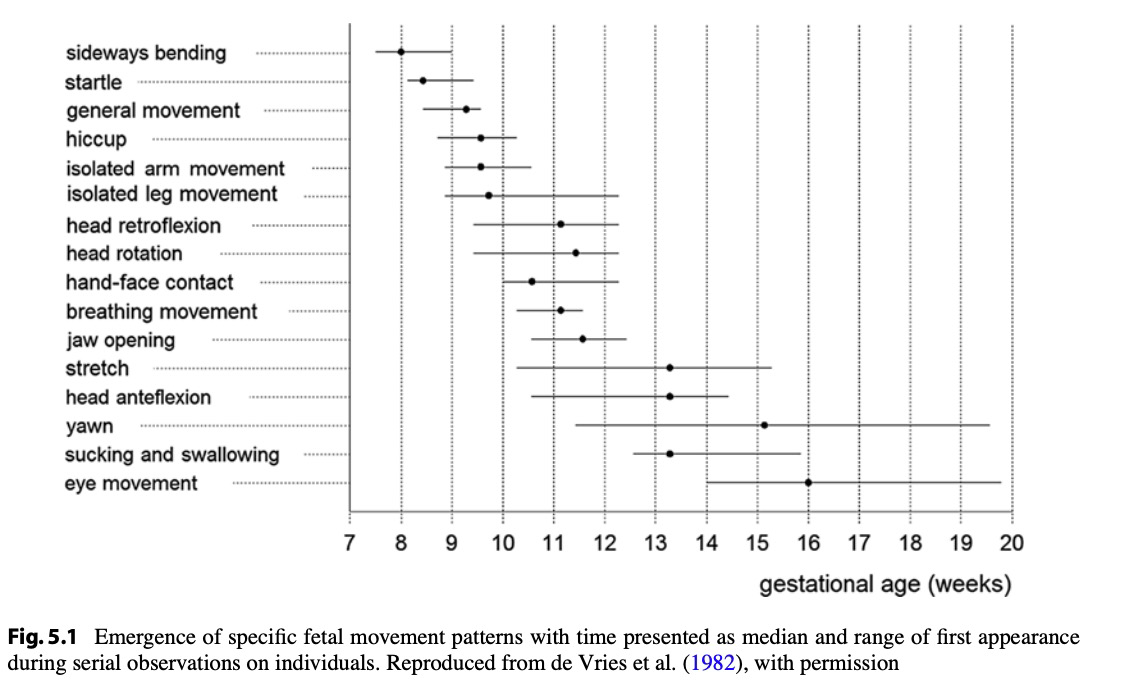 sideways bending
startle
general movement
hiccup
isolated arm movement
isolated leg movement
head retroflexion
head rotation
hand-face contact
breathing movement
jaw opening
stretch
head anteflexion
yawn
sucking and swallowing
eye movement
7 8 9 10 11 12 13 14 15 16 17 18 19 20
gestational age (weeks)
Fig. 5.1 Emergence of specific fetal movement patterns with time presented as median and range of first appearance
during serial observations on individuals. Reproduced from de Vries et al. (1982), with permission